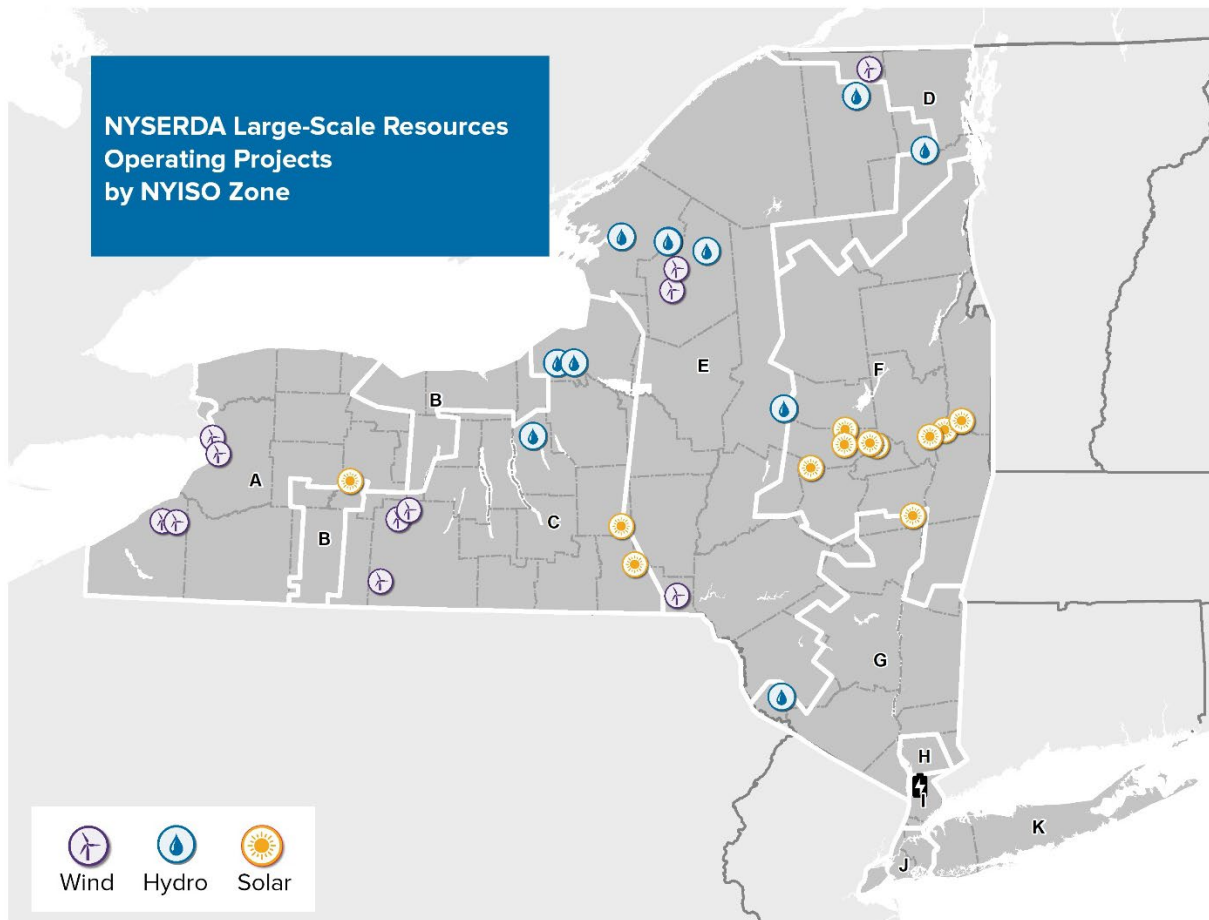 NYSERDA Large-Scale Resources
Operating Projects
by NYISO Zone
D
E
F
B
A
C
B
G
H
I
K
J
Wind Hydro Solar